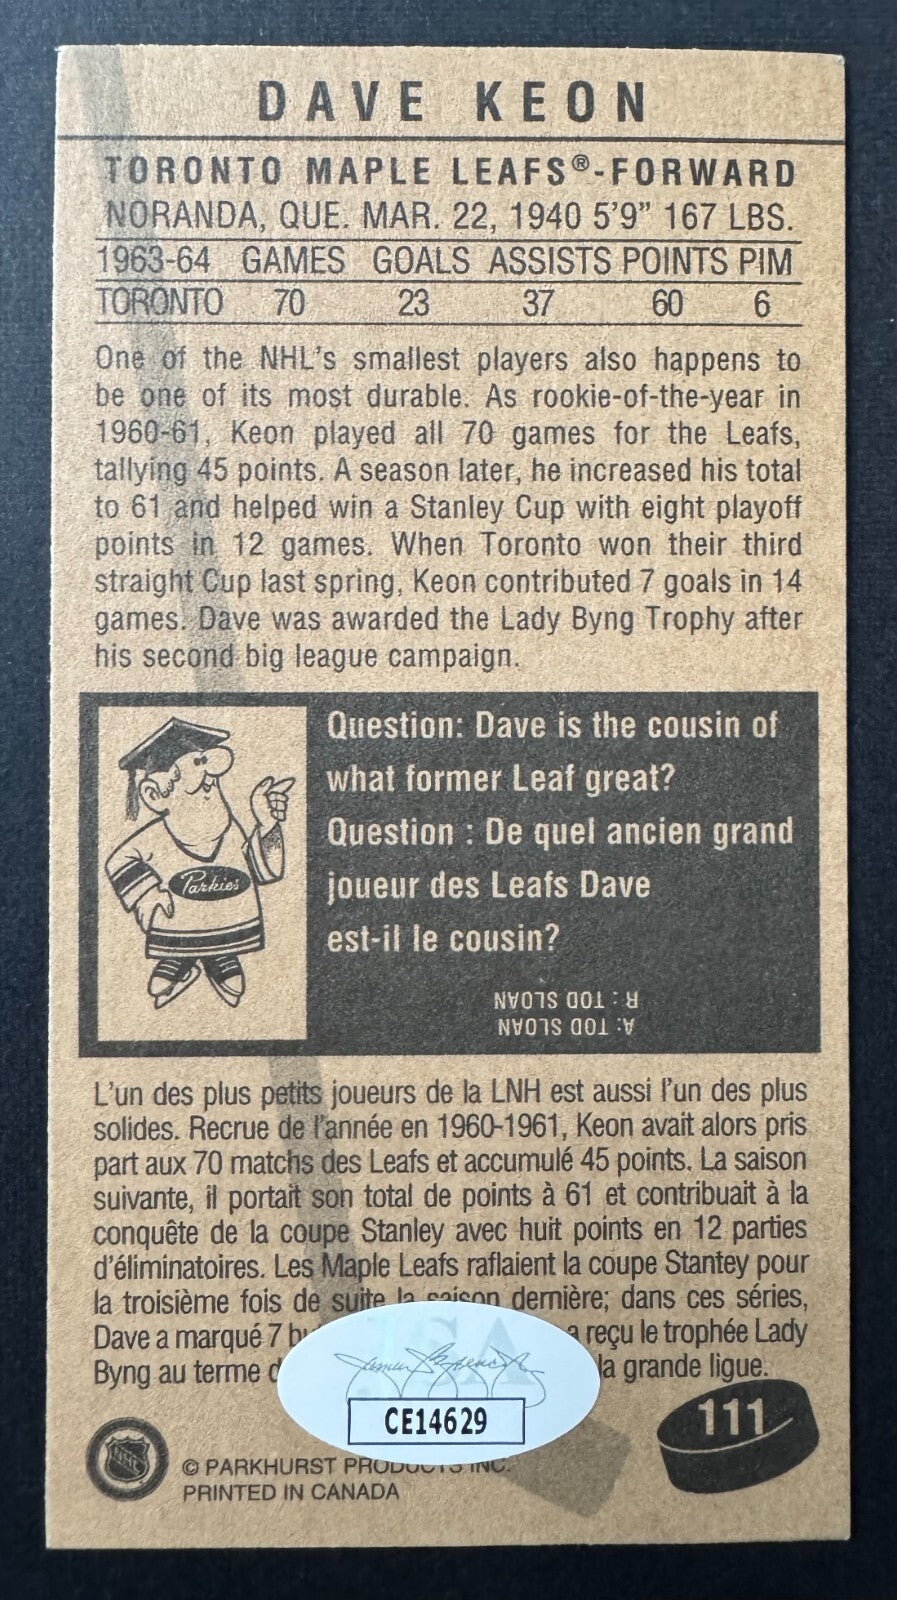 DAVE KEON
TORONTO MAPLE LEAFS®-FORWARD
NORANDA, QUE. MAR. 22, 1940 5'9" 167 LBS.
1963-64 GAMES GOALS ASSISTS POINTS PIM
TORONTO 70 23 37 60 6
One of the NHL's smallest players also happens to
be one of its most durable. As rookie-of-the-year in
1960-61, Keon played all 70 games for the Leafs,
tallying 45 points. A season later, he increased his total
to 61 and helped win a Stanley Cup with eight playoff
points in 12 games. When Toronto won their third
straight Cup last spring, Keon contributed 7 goals in 14
games. Dave was awarded the Lady Byng Trophy after
his second big league campaign.
Question: Dave is the cousin of
what former Leaf great?
Question : De quel ancien grand
joueur des Leafs Dave
est-il le cousin?
A: TOD SLOAN
R : TOD SLOAN
Parkies
L'un des plus petits joueurs de la LNH est aussi l'un des plus
solides. Recrue de l'année en 1960-1961, Keon avait alors pris
part aux 70 matchs des Leafs et accumulé 45 points. La saison
suivante, il portait son total de points à 61 et contribuait à la
conquête de la coupe Stanley avec huit points en 12 parties
d'éliminatoires. Les Maple Leafs raflaient la coupe Stantey pour
la troisième fois de suite la saison dernière; dans ces séries,
Dave a marqué 7 a reçu le trophée Lady
Byng au terme la grande ligue.
CE14629
111
NHL
© PARKHURST PRODUCTS INC.
PRINTED IN CANADA